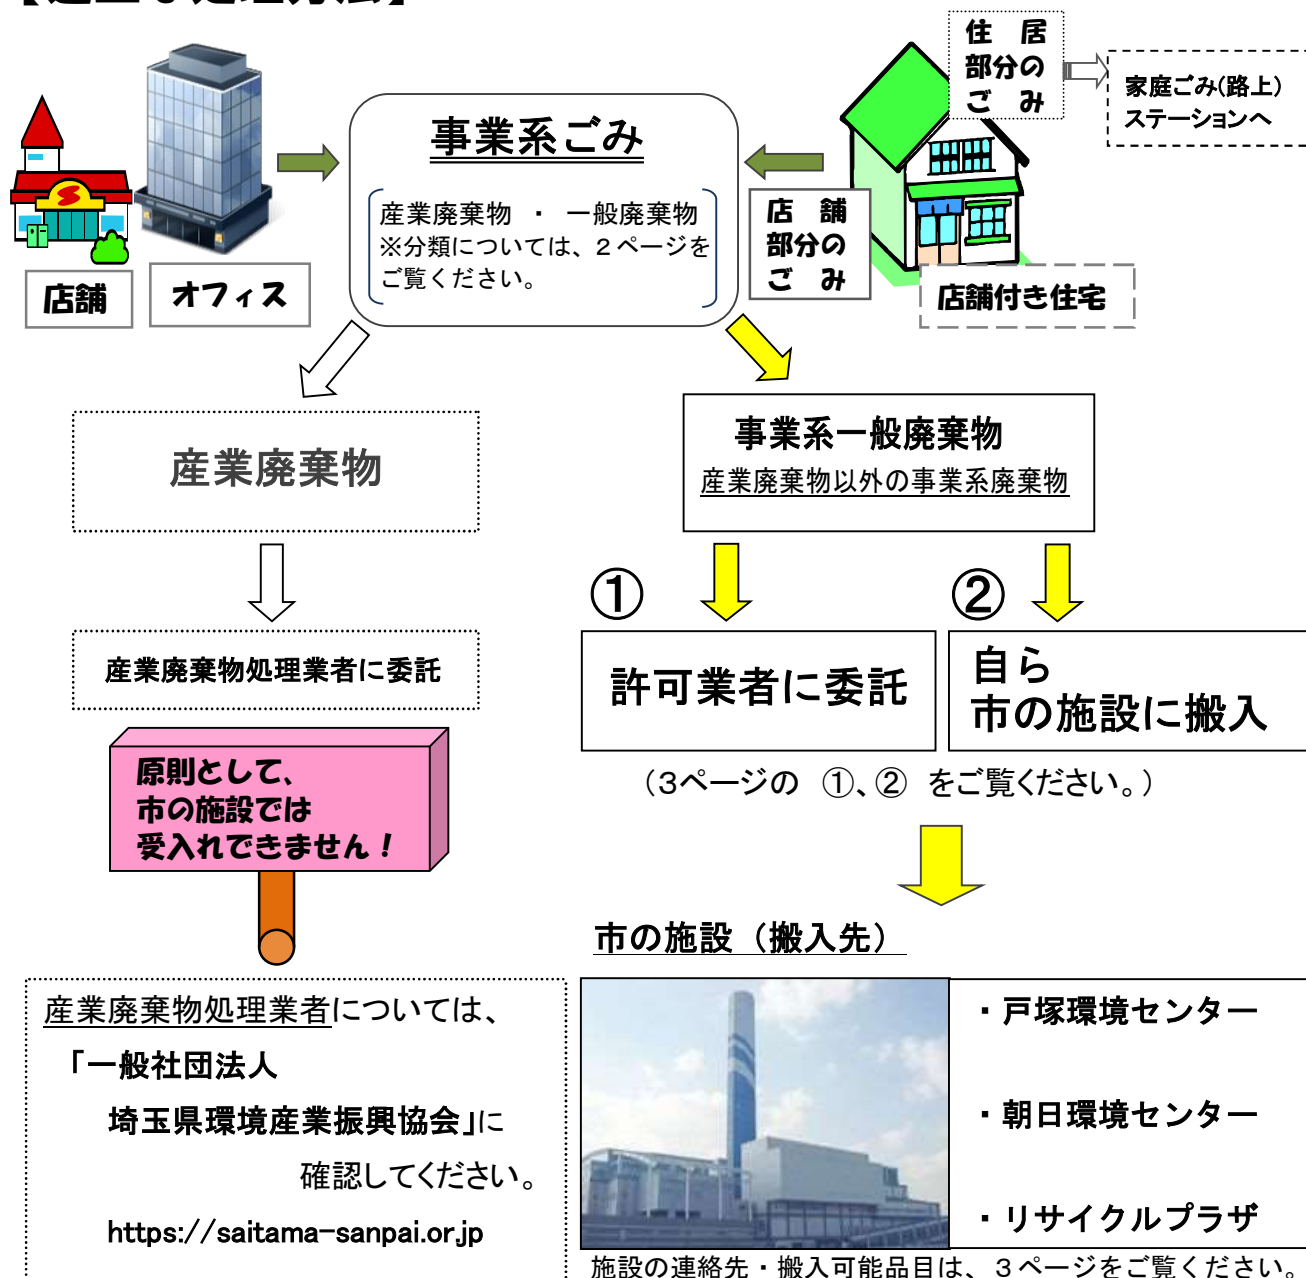 【適正な処理方法】
住 居
部分の
ご み
家庭ごみ(路上)
ステーションへ
事業系ごみ
産業廃棄物 ・ 一般廃棄物
※分類については、2ページを
ご覧ください。
店 舗
部分の
ご み
店舗
オフィス
店舗付き住宅
産業廃棄物
事業系一般廃棄物
産業廃棄物以外の事業系廃棄物
①
②
産業廃棄物処理業者に委託
許可業者に委託
自ら
市の施設に搬入
(3ページの ①、② をご覧ください。)
原則として、
市の施設では
受入れできません!
市の施設(搬入先)
産業廃棄物処理業者については、
「一般社団法人
埼玉県環境産業振興協会」に
確認してください。
https://saitama-sanpai.or.jp
・戸塚環境センター
・朝日環境センター
・リサイクルプラザ
施設の連絡先・搬入可能品目は、3ページをご覧ください。